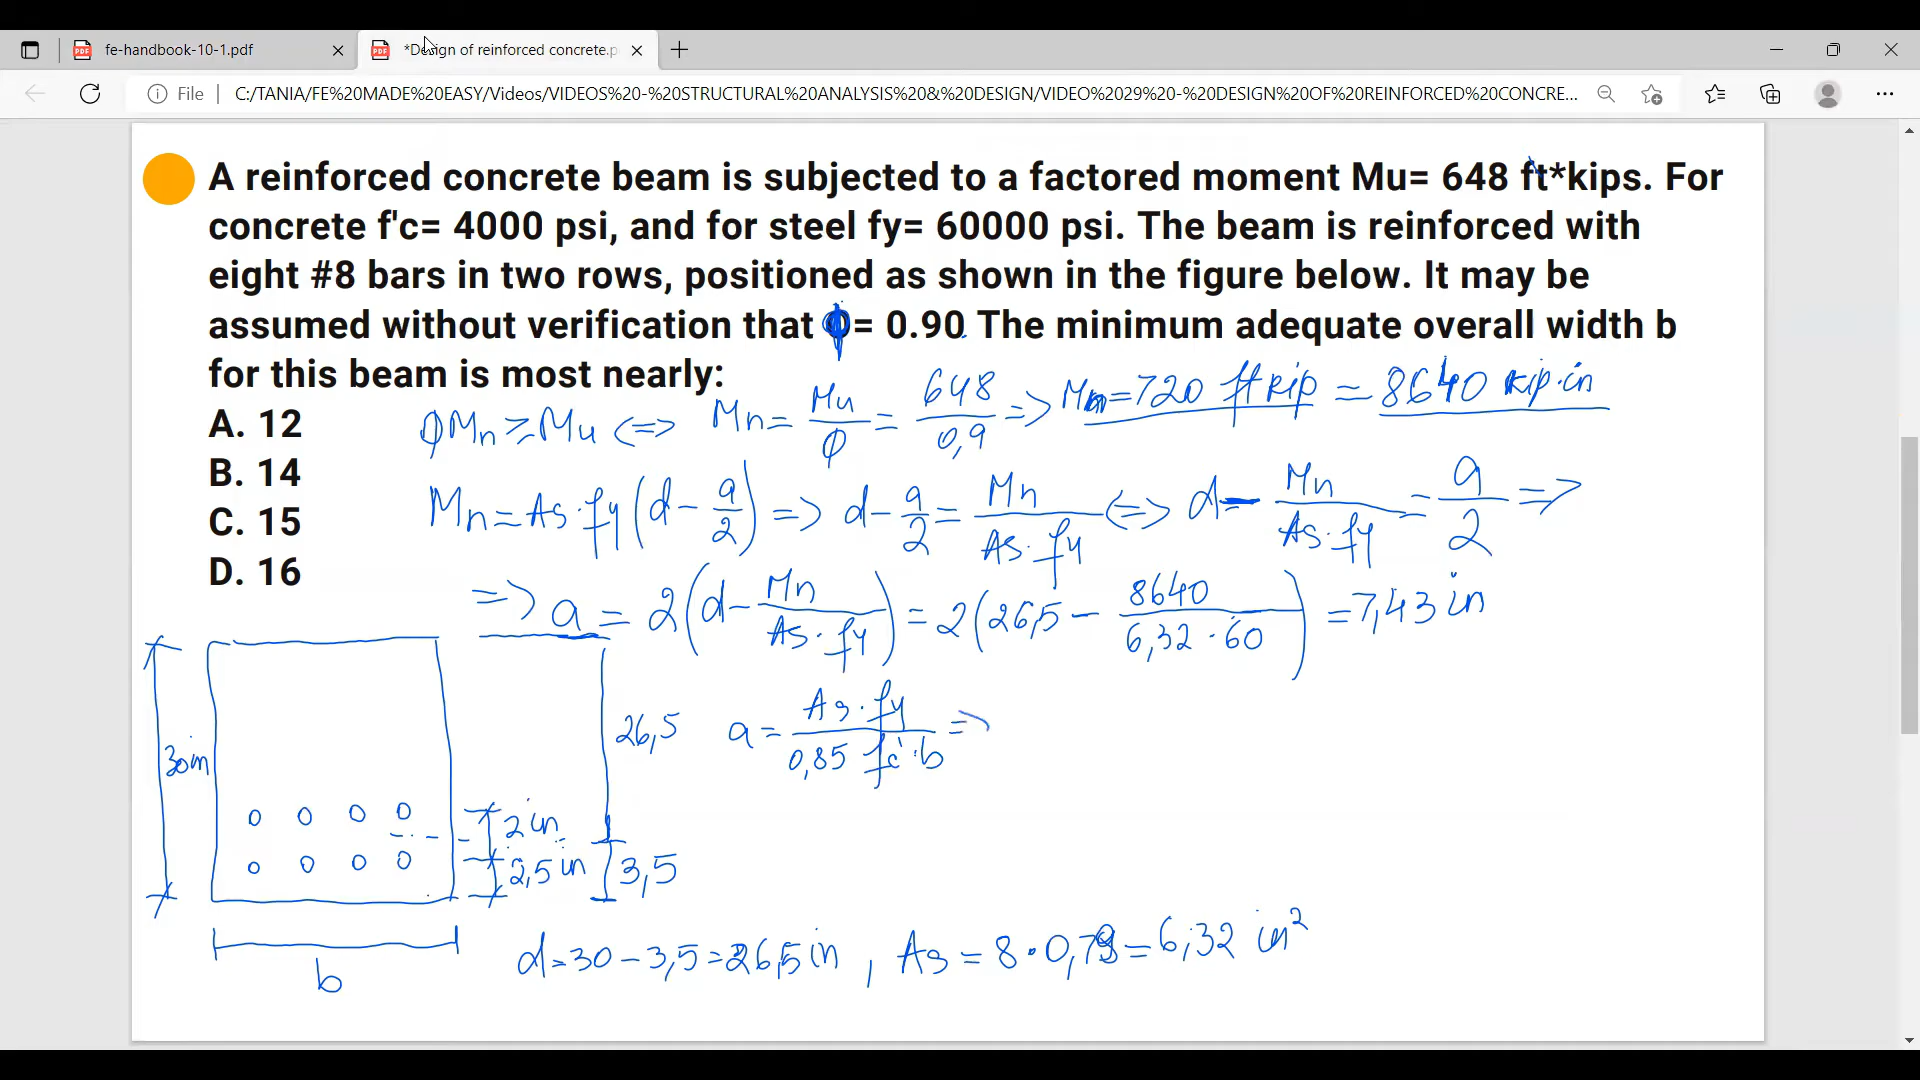 fe-handbook-10-1.pdf
*Design of reinforced concrete.p
File
C:/TANIA/FE%20MADE%20EASY/Videos/VIDEOS%20-%20STRUCTURAL%20ANALYSIS%20&%20DESIGN/VIDEO%2029%20-%20DESIGN%20OF%20REINFORCED%20CONCRE...
A reinforced concrete beam is subjected to a factored moment Mu= 648 ft*kips. For
concrete f'c= 4000 psi, and for steel fy= 60000 psi. The beam is reinforced with
eight #8 bars in two rows, positioned as shown in the figure below. It may be
assumed without verification that ϕ= 0.90. The minimum adequate overall width b
for this beam is most nearly:
A. 12
B. 14
C. 15
D. 16
ϕMn ≥ Mu <=> Mn = Mu/ϕ = 648/0,9 => Mn = 720 ft kip = 8640 kip·in
Mn = As·fy (d - a/2) => d - a/2 = Mn/As·fy <=> d - Mn/As·fy = a/2 =>
=> a = 2(d - Mn/As·fy) = 2(26,5 - 8640/6,32·60) = 7,43 in
a = As·fy/0,85 fc'·b =>
30in
26,5
2 in
2,5 in
3,5
b
d = 30 - 3,5 = 26,5 in , As = 8·0,79 = 6,32 in²